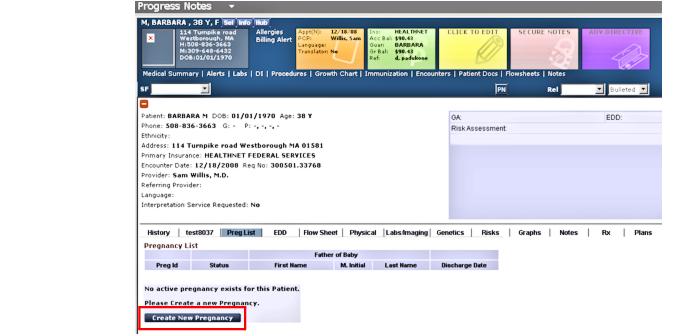 Progress Notes
M, BARBARA , 38 Y, F Sel Info Hub
114 Turnpike road
Westborough, MA
H:508-836-3663
M:309-648-6432
DOB:01/01/1970
Allergies
Billing Alert
Appt(N): 12/18/08
PCP: Willis, Sam
Language:
Translator: No
Ins: HEALTHNET
Acc Bal: $90.43
Guar: BARBARA
Gr Bal: $90.43
Ref: d, padukone
CLICK TO EDIT
SECURE NOTES
ADV DIRECTIVE
Medical Summary | Alerts | Labs | DI | Procedures | Growth Chart | Immunization | Encounters | Patient Docs | Flowsheets | Notes
SF PN Rel Bulleted
Patient: BARBARA M DOB: 01/01/1970 Age: 38 Y
Phone: 508-836-3663 G: - P: -, -, -, -
Ethnicity:
Address: 114 Turnpike road Westborough MA 01581
Primary Insurance: HEALTHNET FEDERAL SERVICES
Encounter Date: 12/18/2008 Req No: 300501.33768
Provider: Sam Willis, M.D.
Referring Provider:
Language:
Interpretation Service Requested: No
GA: EDD:
Risk Assessment:
History | test8037 | Preg List | EDD | Flow Sheet | Physical | Labs/Imaging | Genetics | Risks | Graphs | Notes | Rx | Plans
Pregnancy List
Father of Baby
Preg Id Status First Name M. Initial Last Name Discharge Date
No active pregnancy exists for this Patient.
Please Create a new Pregnancy.
Create New Pregnancy